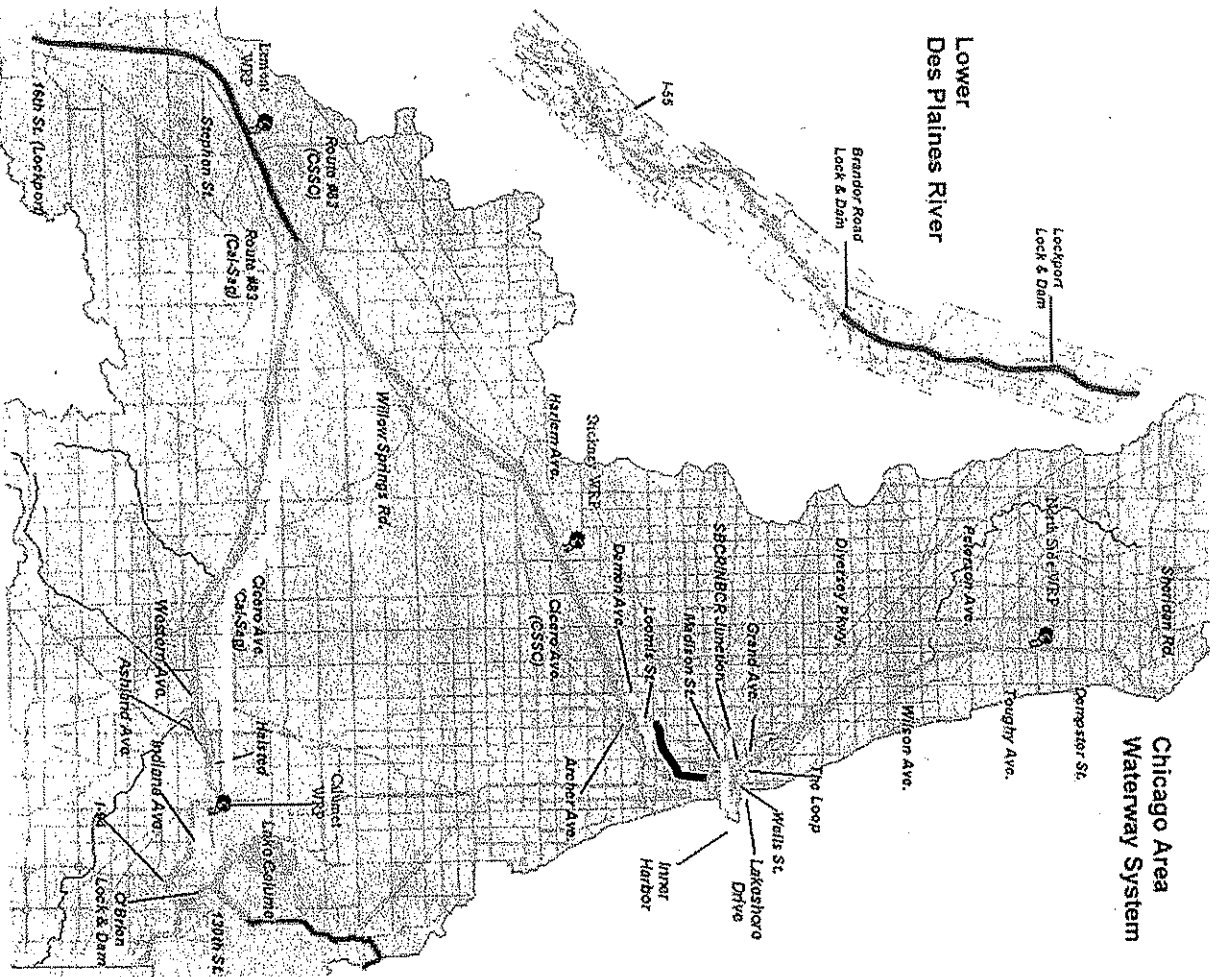 Chicago Area
Waterway System
Lower
Des Plaines River
Lockport
Lock & Dam
Brandor Road
Lock & Dam
I-55
Sheridan Rd.
Dempster St.
North Side WRP
Touhy Ave.
Peterson Ave.
Wilson Ave.
Diversey Pkwy.
The Loop
Grand Ave.
Wells St.
Lakeshore
Drive
SBCR/NBCR Junction
Madison St.
Inner
Harbor
Loomis St.
Damen Ave.
Archer Ave.
Stickney WRP
Cicero Ave.
(CSSC)
Harlem Ave.
Willow Springs Rd.
Route #83
(CSSC)
Route #83
(Cal-Sag)
Lemont
WRP
Stephen St.
16th St. (Lockport)
Calumet
WRP
Lake Calumet
Cicero Ave.
Cal-Sag)
Halsted
Western Ave.
Ashland Ave.
Indiana Ave.
130th St.
O'Brien
Lock & Dam